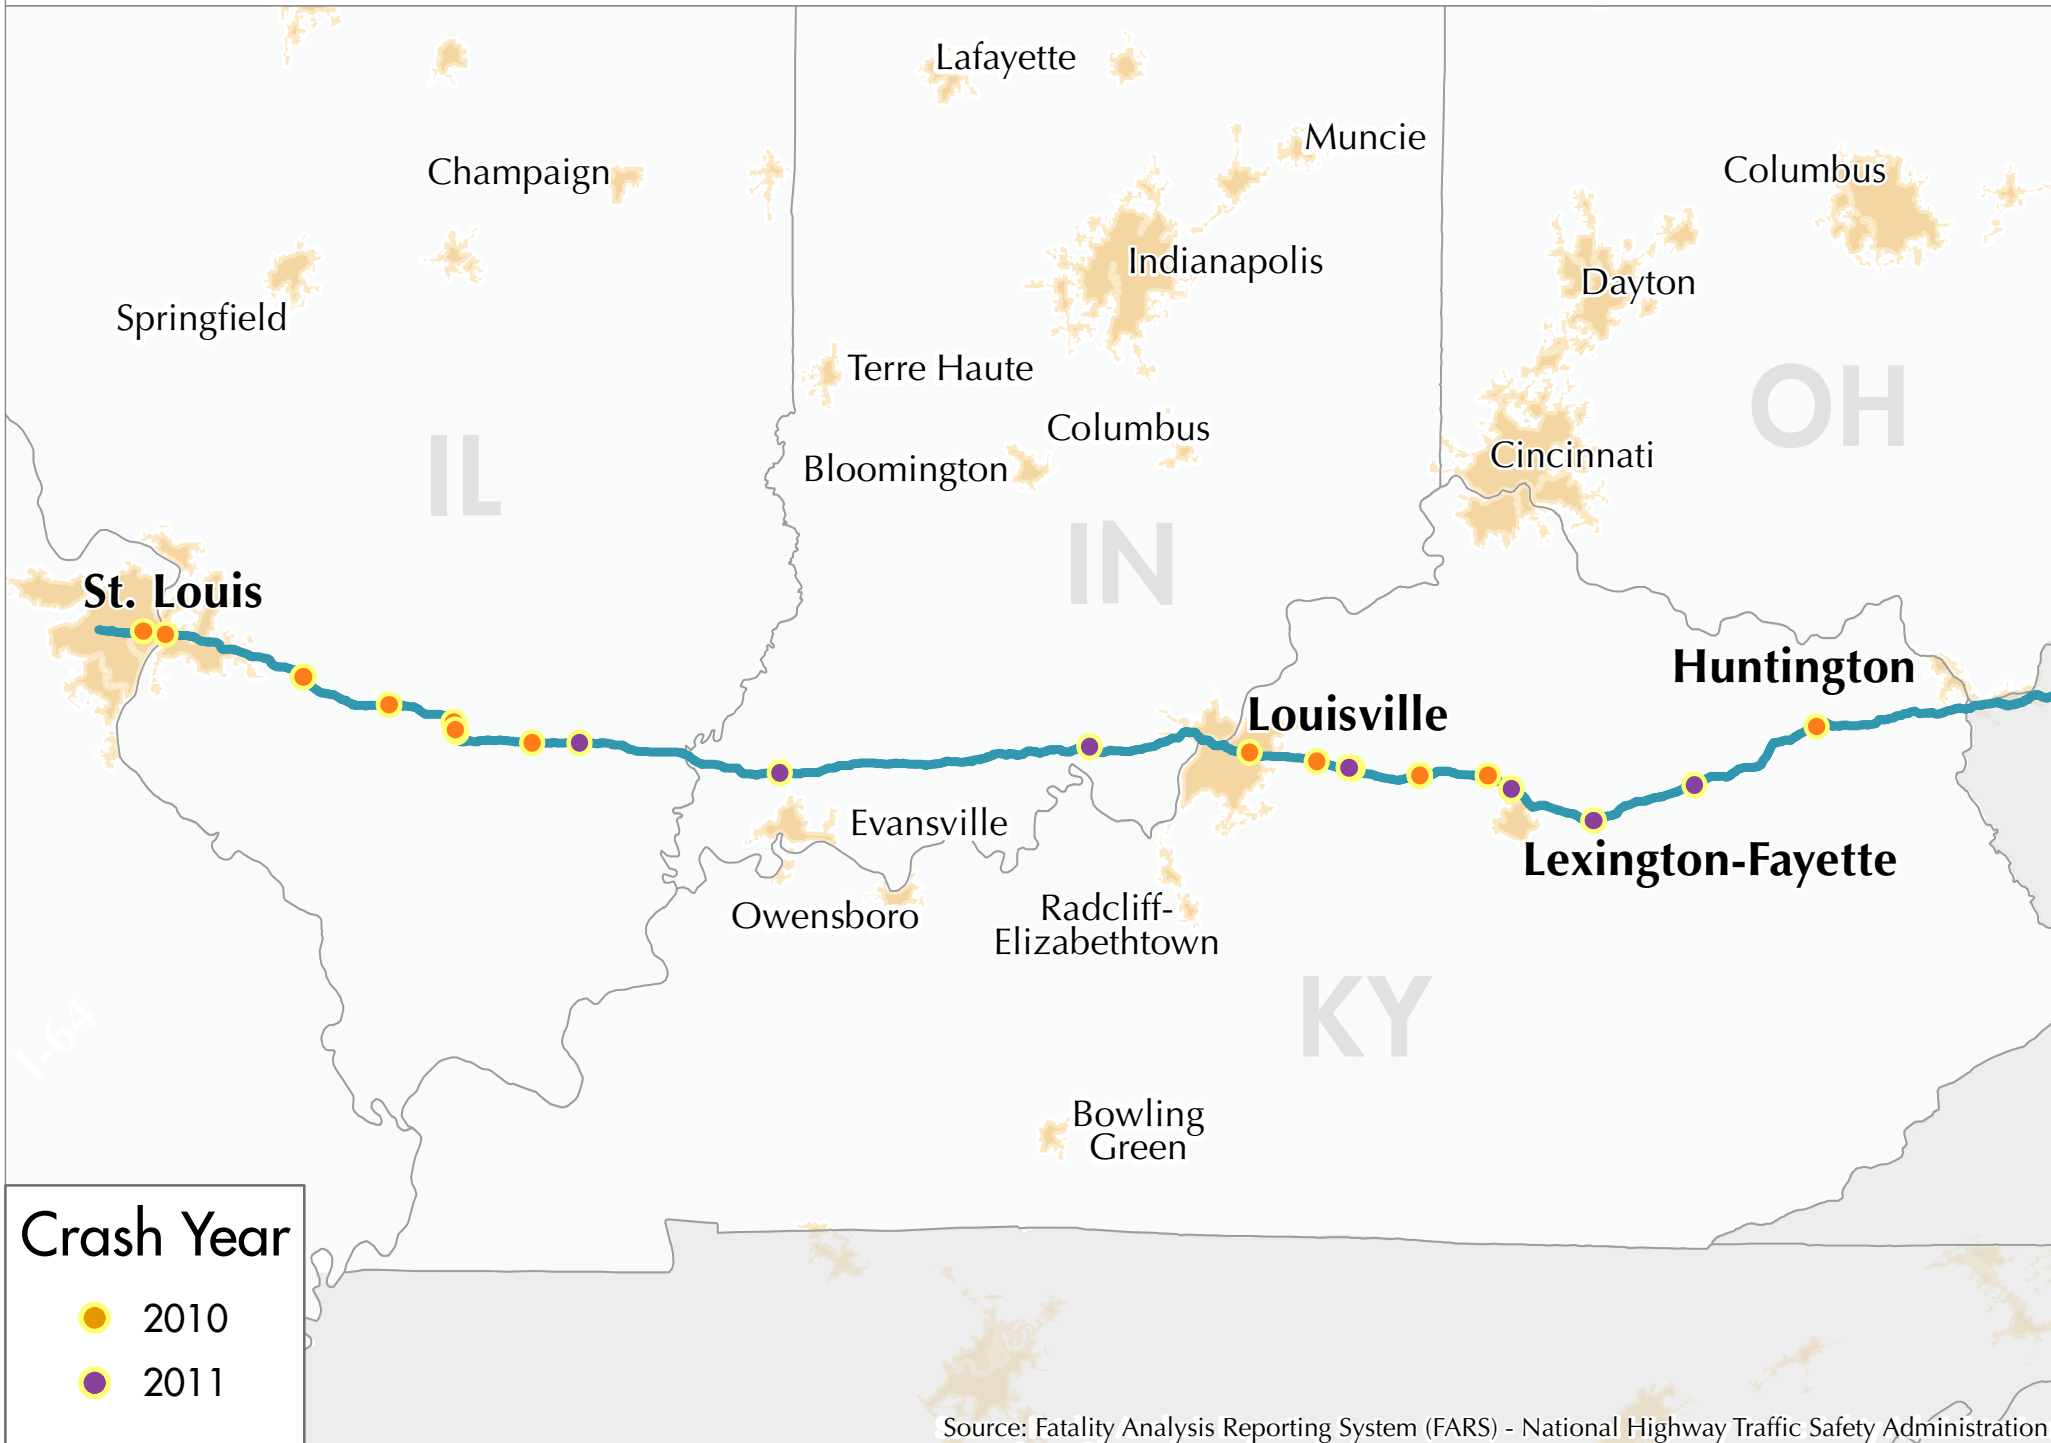 Lafayette
Muncie
Champaign
Columbus
Indianapolis
Dayton
Springfield
Terre Haute
OH
Columbus
Cincinnati
Bloomington
IL
IN
St. Louis
Huntington
Louisville
Evansville
Lexington-Fayette
Owensboro
Radcliff-
Elizabethtown
KY
I-64
Bowling
Green
Crash Year
2010
2011
Source: Fatality Analysis Reporting System (FARS) - National Highway Traffic Safety Administration